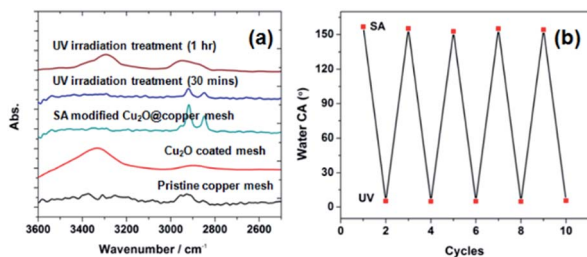 (a)
UV irradiation treatment (1 hr)
UV irradiation treatment (30 mins)
SA modified Cu₂O@copper mesh
Cu₂O coated mesh
Pristine copper mesh
Abs.
3600 3400 3200 3000 2800 2600
Wavenumber / cm⁻¹
(b)
SA
UV
Water CA (°)
150
120
90
60
30
0
0 2 4 6 8 10
Cycles